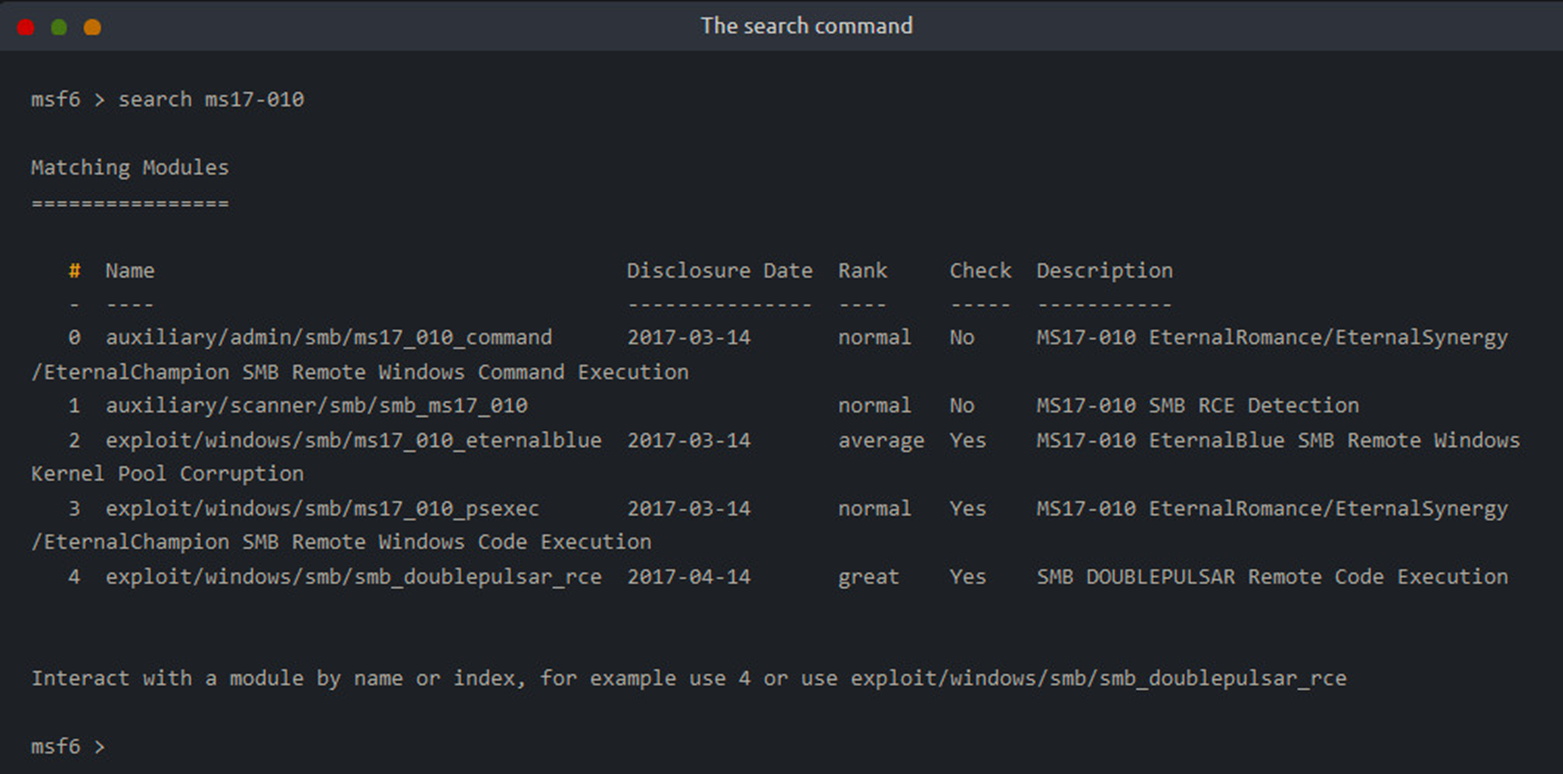 The search command
msf6 > search ms17-010
Matching Modules
================
#  Name                                      Disclosure Date  Rank     Check  Description
-  ----                                      ---------------  ----     -----  -----------
0  auxiliary/admin/smb/ms17_010_command      2017-03-14       normal   No     MS17-010 EternalRomance/EternalSynergy
/EternalChampion SMB Remote Windows Command Execution
1  auxiliary/scanner/smb/smb_ms17_010                         normal   No     MS17-010 SMB RCE Detection
2  exploit/windows/smb/ms17_010_eternalblue  2017-03-14       average  Yes    MS17-010 EternalBlue SMB Remote Windows
Kernel Pool Corruption
3  exploit/windows/smb/ms17_010_psexec       2017-03-14       normal   Yes    MS17-010 EternalRomance/EternalSynergy
/EternalChampion SMB Remote Windows Code Execution
4  exploit/windows/smb/smb_doublepulsar_rce  2017-04-14       great    Yes    SMB DOUBLEPULSAR Remote Code Execution
Interact with a module by name or index, for example use 4 or use exploit/windows/smb/smb_doublepulsar_rce
msf6 >